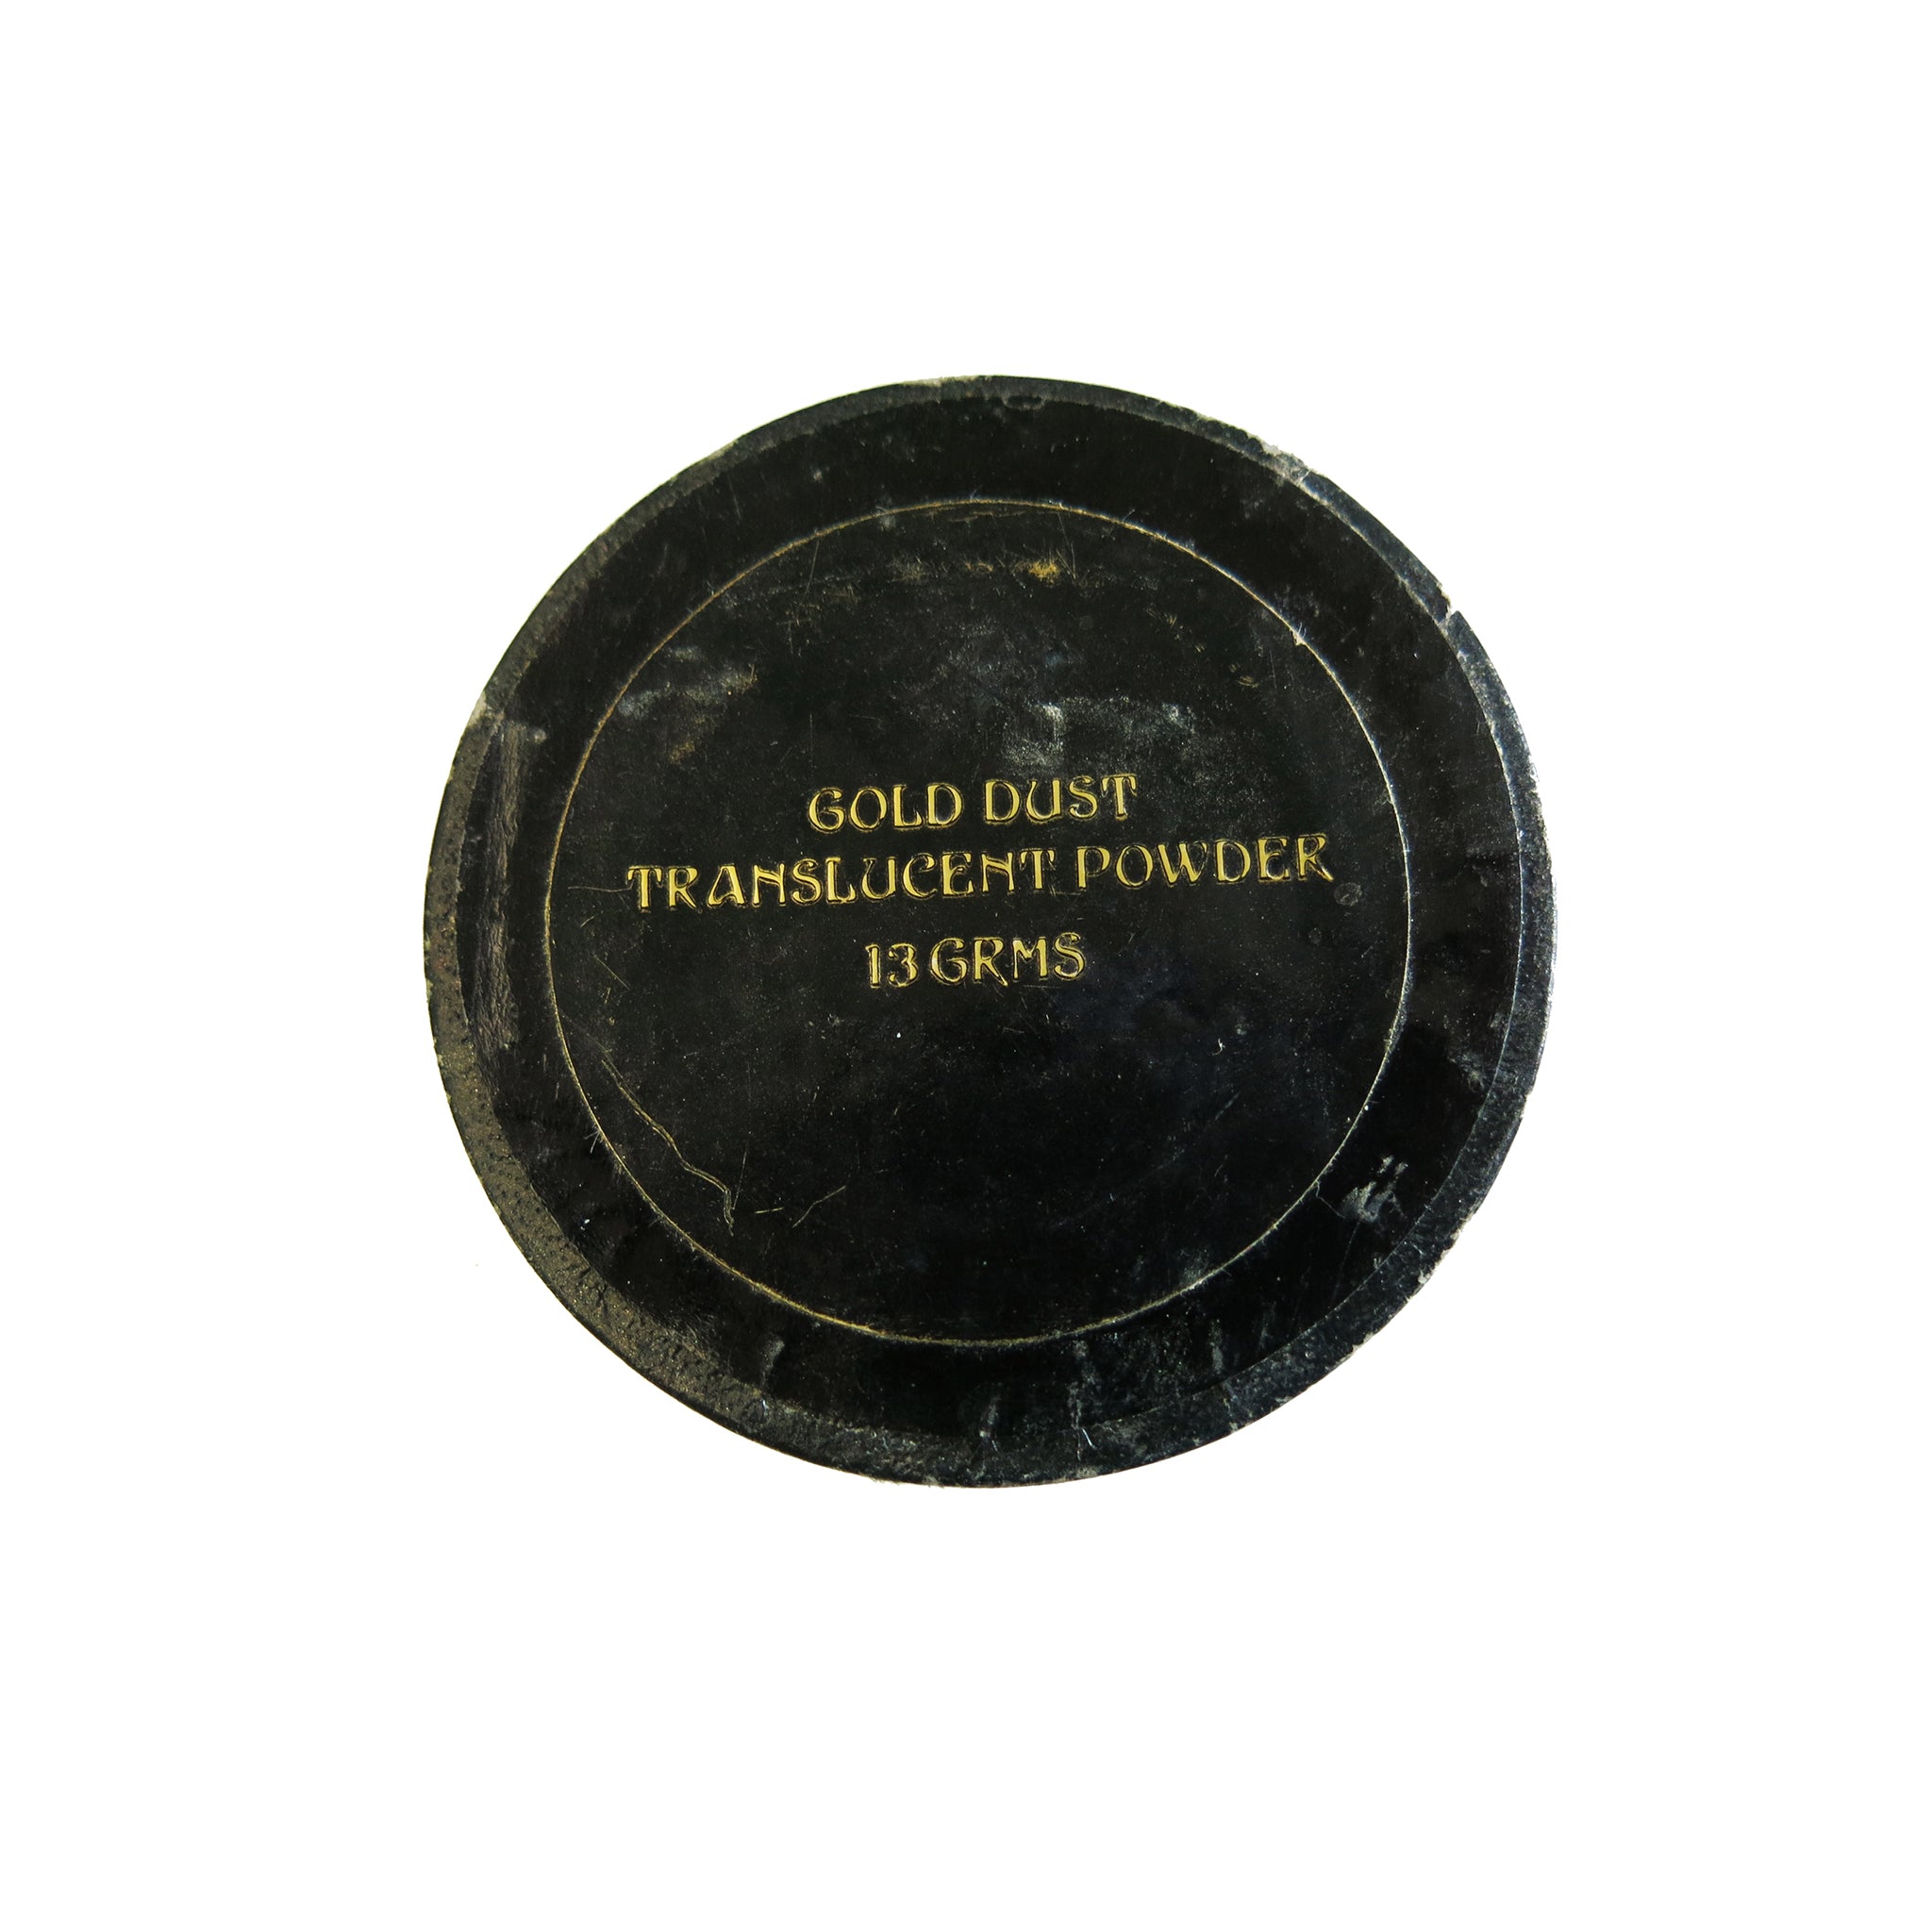 GOLD DUST
TRANSLUCENT POWDER
13 GRMS